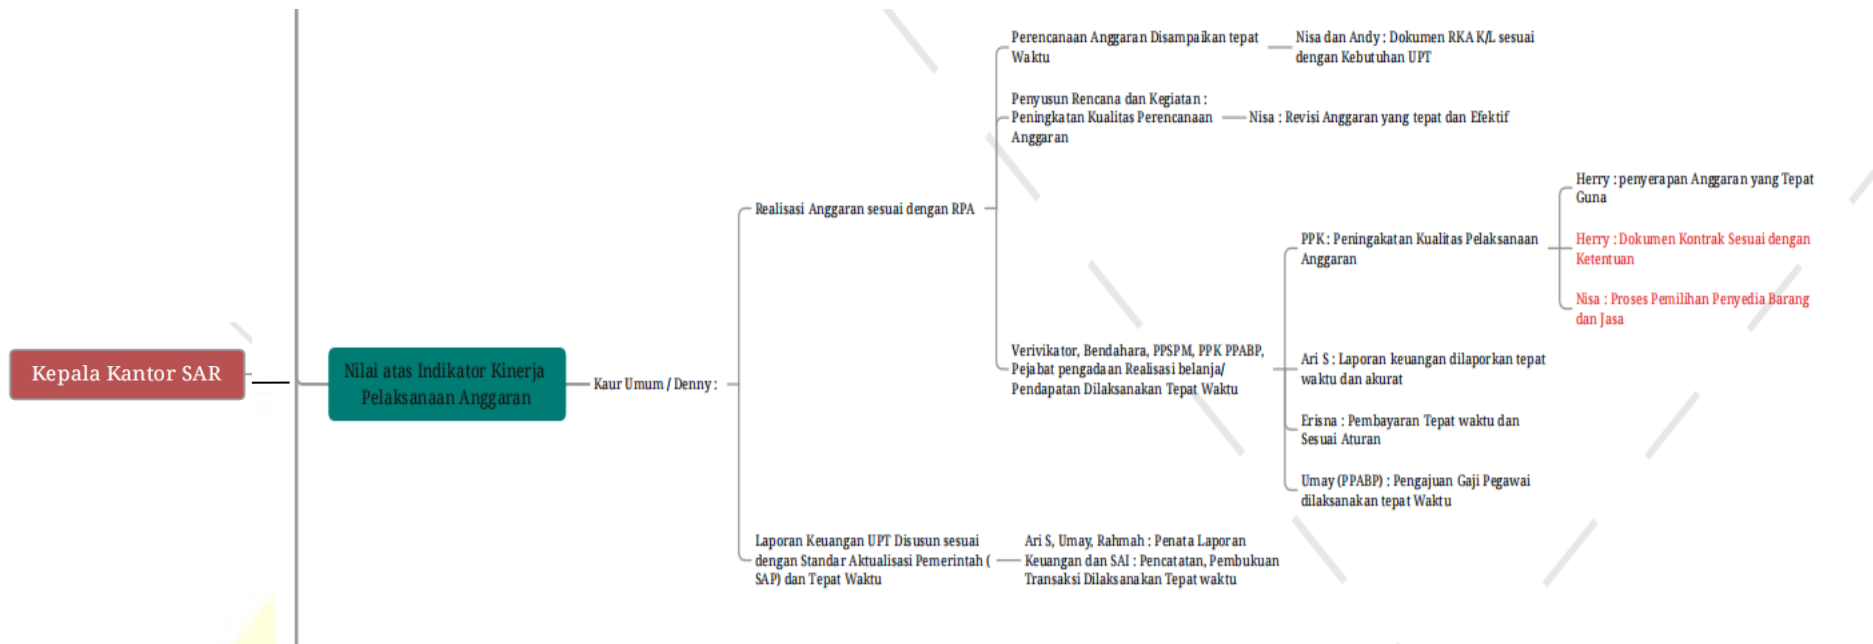 Kepala Kantor SAR
Nilai atas Indikator Kinerja
Pelaksanaan Anggaran
Kaur Umum / Denny :
Realisasi Anggaran sesuai dengan RPA
Perencanaan Anggaran Disampaikan tepat
Waktu
Nisa dan Andy : Dokumen RKA K/L sesuai
dengan Kebutuhan UPT
Penyusun Rencana dan Kegiatan :
Peningkatan Kualitas Perencanaan
Anggaran
Nisa : Revisi Anggaran yang tepat dan Efektif
Verivikator, Bendahara, PPSPM, PPK PPABP,
Pejabat pengadaan Realisasi belanja/
Pendapatan Dilaksanakan Tepat Waktu
PPK : Peningakatan Kualitas Pelaksanaan
Anggaran
Herry : penyerapan Anggaran yang Tepat
Guna
Herry : Dokumen Kontrak Sesuai dengan
Ketentuan
Nisa : Proses Pemilihan Penyedia Barang
dan Jasa
Ari S : Laporan keuangan dilaporkan tepat
waktu dan akurat
Erisna : Pembayaran Tepat waktu dan
Sesuai Aturan
Umay (PPABP) : Pengajuan Gaji Pegawai
dilaksanakan tepat Waktu
Laporan Keuangan UPT Disusun sesuai
dengan Standar Aktualisasi Pemerintah (
SAP) dan Tepat Waktu
Ari S, Umay, Rahmah : Penata Laporan
Keuangan dan SAI : Pencatatan, Pembukuan
Transaksi Dilaksanakan Tepat waktu